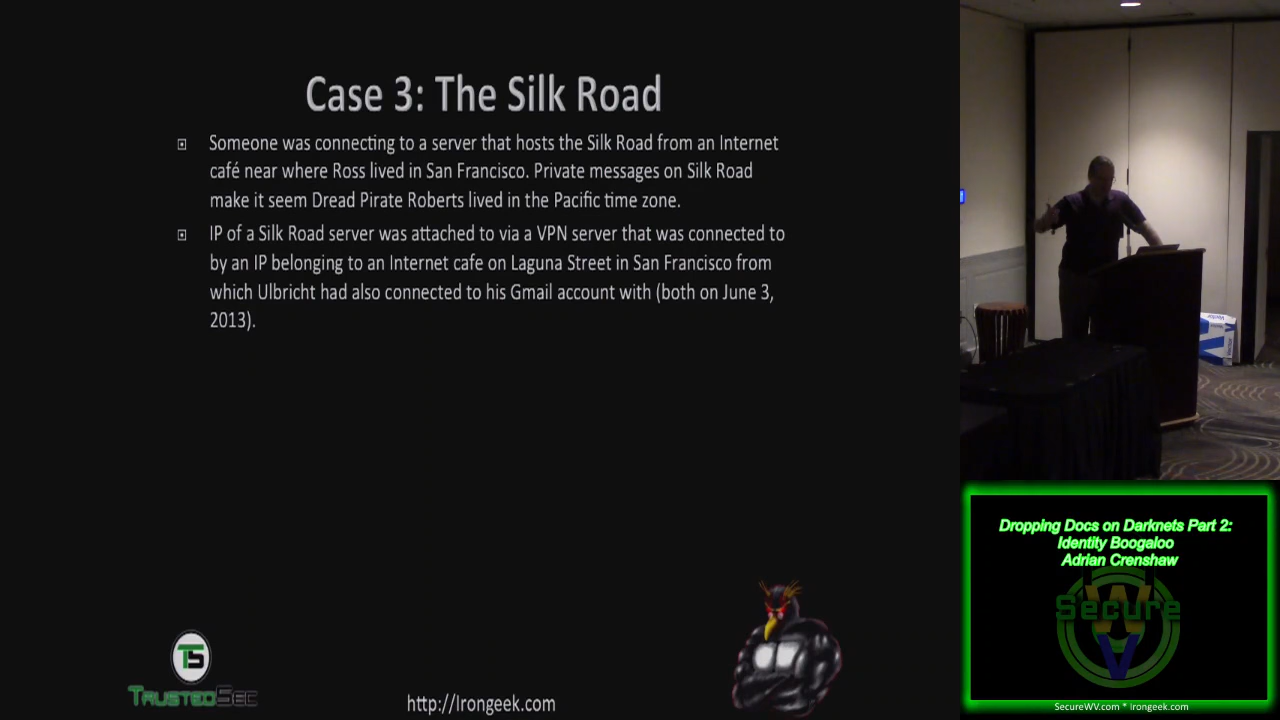 Case 3: The Silk Road
Someone was connecting to a server that hosts the Silk Road from an Internet
café near where Ross lived in San Francisco. Private messages on Silk Road
make it seem Dread Pirate Roberts lived in the Pacific time zone.
IP of a Silk Road server was attached to via a VPN server that was connected to
by an IP belonging to an Internet cafe on Laguna Street in San Francisco from
which Ulbricht had also connected to his Gmail account with (both on June 3,
2013).
TS
TRUSTEDSEC
http://Irongeek.com
Dropping Docs on Darknets Part 2:
Identity Boogaloo
Adrian Crenshaw
Secure
WV
SecureWV.com * Irongeek.com